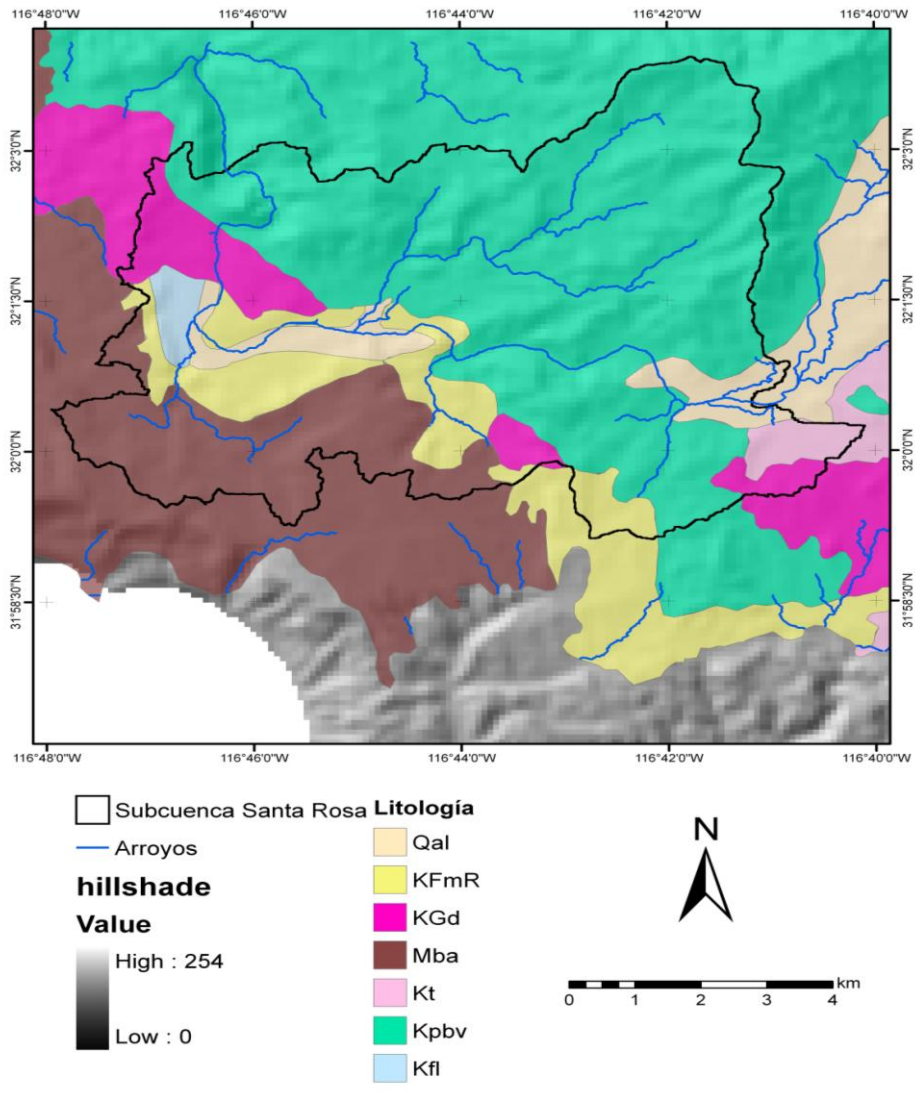 116°48'0"W 116°46'0"W 116°44'0"W 116°42'0"W 116°40'0"W
32°3'0"N 32°3'0"N
32°1'30"N 32°1'30"N
32°0'0"N 32°0'0"N
31°58'30"N 31°58'30"N
116°48'0"W 116°46'0"W 116°44'0"W 116°42'0"W 116°40'0"W
Subcuenca Santa Rosa
Arroyos
hillshade
Value
High : 254
Low : 0
Litología
Qal
KFmR
KGd
Mba
Kt
Kpbv
Kfl
N
km
0 1 2 3 4